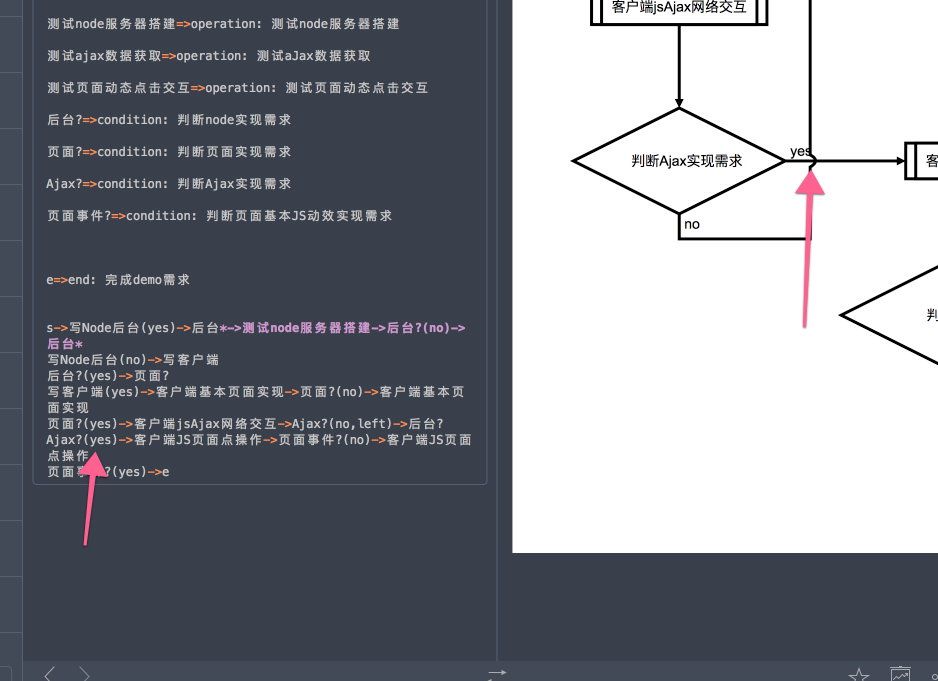 测试node服务器搭建=>operation: 测试node服务器搭建
测试ajax数据获取=>operation: 测试aJax数据获取
测试页面动态点击交互=>operation: 测试页面动态点击交互
后台?=>condition: 判断node实现需求
页面?=>condition: 判断页面实现需求
Ajax?=>condition: 判断Ajax实现需求
页面事件?=>condition: 判断页面基本JS动效实现需求
e=>end: 完成demo需求
s->写Node后台(yes)->后台*->测试node服务器搭建->后台?(no)->
后台*
写Node后台(no)->写客户端
后台?(yes)->页面?
写客户端(yes)->客户端基本页面实现->页面?(no)->客户端基本页
面实现
页面?(yes)->客户端jsAjax网络交互->Ajax?(no,left)->后台?
Ajax?(yes)->客户端JS页面点操作->页面事件?(no)->客户端JS页面
点操作
页面事件?(yes)->e
客户端jsAjax网络交互
判断Ajax实现需求
yes
no
客
判